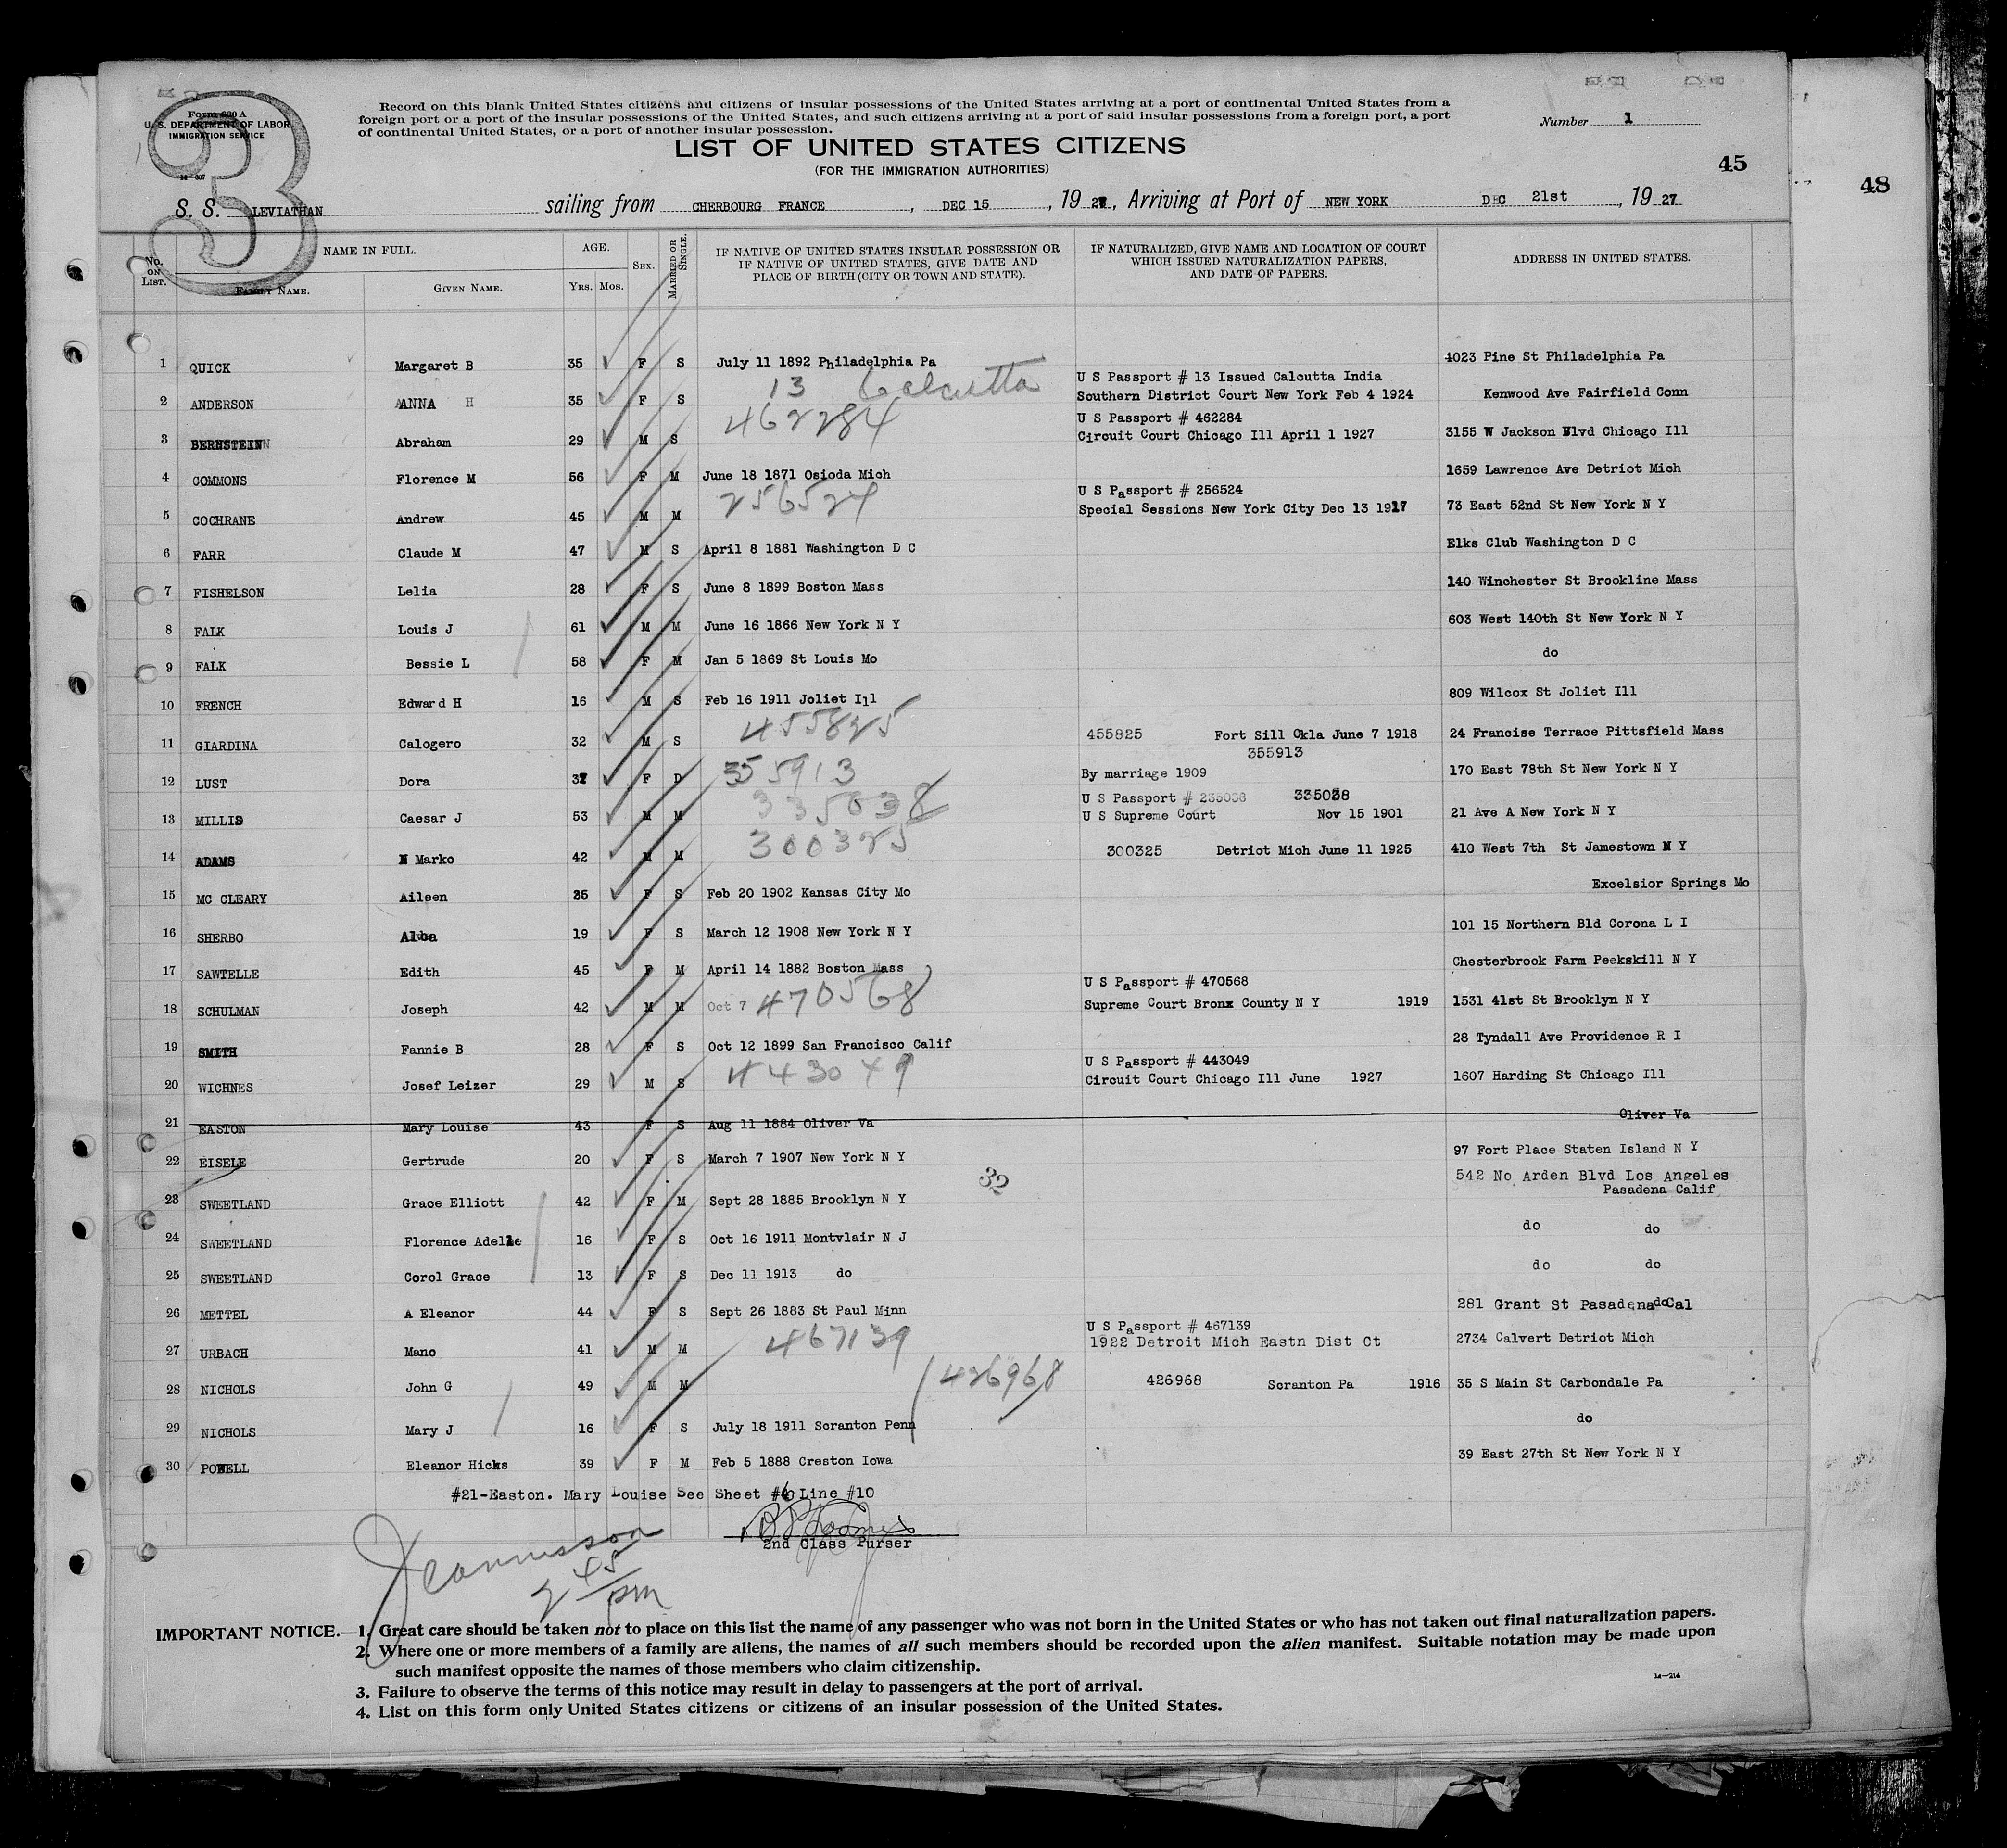 Form 630 A
U. S. DEPARTMENT OF LABOR
IMMIGRATION SERVICE
3
Record on this blank United States citizens and citizens of insular possessions of the United States arriving at a port of continental United States from a
foreign port or a port of the insular possessions of the United States, and such citizens arriving at a port of said insular possessions from a foreign port, a port
of continental United States, or a port of another insular possession.
Number 1
LIST OF UNITED STATES CITIZENS
(FOR THE IMMIGRATION AUTHORITIES)
45
48
S. S. LEVIATHAN sailing from CHERBOURG FRANCE, DEC 15, 1927, Arriving at Port of NEW YORK DEC 21st, 1927
No. on List. NAME IN FULL. Family Name. Given Name. AGE. Yrs. Mos. Sex. Married or Single. IF NATIVE OF UNITED STATES INSULAR POSSESSION OR IF NATIVE OF UNITED STATES, GIVE DATE AND PLACE OF BIRTH (CITY OR TOWN AND STATE). IF NATURALIZED, GIVE NAME AND LOCATION OF COURT WHICH ISSUED NATURALIZATION PAPERS, AND DATE OF PAPERS. ADDRESS IN UNITED STATES.
1 QUICK Margaret B 35 F S July 11 1892 Philadelphia Pa 1023 Pine St Philadelphia Pa
13 Calcutta U S Passport # 13 Issued Calcutta India
2 ANDERSON ANNA H 35 F S Southern District Court New York Feb 4 1924 Kenwood Ave Fairfield Conn
462284 U S Passport # 462284
3 BERNSTEIN Abraham 29 M S Circuit Court Chicago Ill April 1 1927 3155 W Jackson Blvd Chicago Ill
4 COMMONS Florence M 56 F M June 18 1871 Osioda Mich 1659 Lawrence Ave Detriot Mich
256524 U S Passport # 256524
5 COCHRANE Andrew 45 M M Special Sessions New York City Dec 13 1917 73 East 52nd St New York N Y
6 FARR Claude M 47 M S April 8 1881 Washington D C Elks Club Washington D C
7 FISHELSON Lelia 28 F S June 8 1899 Boston Mass 140 Winchester St Brookline Mass
8 FALK Louis J 61 M M June 16 1866 New York N Y 603 West 140th St New York N Y
9 FALK Bessie L 58 F M Jan 5 1869 St Louis Mo do
10 FRENCH Edward H 16 M S Feb 16 1911 Joliet Ill 809 Wilcox St Joliet Ill
11 GIARDINA Calogero 32 M S 455825 455825 Fort Sill Okla June 7 1918 24 Francise Terrace Pittsfield Mass
355913
12 LUST Dora 37 F D 355913 By marriage 1909 170 East 78th St New York N Y
335038 U S Passport # 235038 335038
13 MILLIS Caesar J 53 M M U S Supreme Court Nov 15 1901 21 Ave A New York N Y
14 ADAMS Marko 42 M M 300325 300325 Detriot Mich June 11 1925 410 West 7th St Jamestown N Y
15 MC CLEARY Aileen 25 F S Feb 20 1902 Kansas City Mo Excelsior Springs Mo
16 SHERBO Alba 19 F S March 12 1908 New York N Y 101 15 Northern Bld Corona L I
17 SAWTELLE Edith 45 F M April 14 1882 Boston Mass Chesterbrook Farm Peekskill N Y
U S Passport # 470568
18 SCHULMAN Joseph 42 M M Oct 7 470568 Supreme Court Bronx County N Y 1919 1531 41st St Brooklyn N Y
19 SMITH Fannie B 28 F S Oct 12 1899 San Francisco Calif 28 Tyndall Ave Providence R I
U S Passport # 443049
20 WICHNES Josef Leizer 29 M S 443049 Circuit Court Chicago Ill June 1927 1607 Harding St Chicago Ill
21 EASTON Mary Louise 43 F S Aug 11 1884 Oliver Va Oliver Va
22 EISELE Gertrude 20 F S March 7 1907 New York N Y 97 Fort Place Staten Island N Y
32 542 No Arden Blvd Los Angeles
23 SWEETLAND Grace Elliott 42 F M Sept 28 1885 Brooklyn N Y Pasadena Calif
24 SWEETLAND Florence Adelle 16 F S Oct 16 1911 Montvlair N J do do
25 SWEETLAND Corol Grace 13 F S Dec 11 1913 do do do
26 METTEL A Eleanor 44 F S Sept 26 1883 St Paul Minn 281 Grant St Pasadena do Cal
U S Passport # 467139
27 URBACH Mano 41 M M 467139 1922 Detroit Mich Eastn Dist Ct 2734 Calvert Detriot Mich
28 NICHOLS John G 49 M M 426968 426968 Scranton Pa 1916 35 S Main St Carbondale Pa
29 NICHOLS Mary J 16 F S July 18 1911 Scranton Penn do
30 POWELL Eleanor Hicks 39 F M Feb 5 1888 Creston Iowa 39 East 27th St New York N Y
#21-Easton. Mary Louise See Sheet #6 Line #10
2nd Class Purser
2 45 pm
IMPORTANT NOTICE.—1. Great care should be taken not to place on this list the name of any passenger who was not born in the United States or who has not taken out final naturalization papers.
2. Where one or more members of a family are aliens, the names of all such members should be recorded upon the alien manifest. Suitable notation may be made upon
such manifest opposite the names of those members who claim citizenship.
3. Failure to observe the terms of this notice may result in delay to passengers at the port of arrival.
4. List on this form only United States citizens or citizens of an insular possession of the United States.
14—214